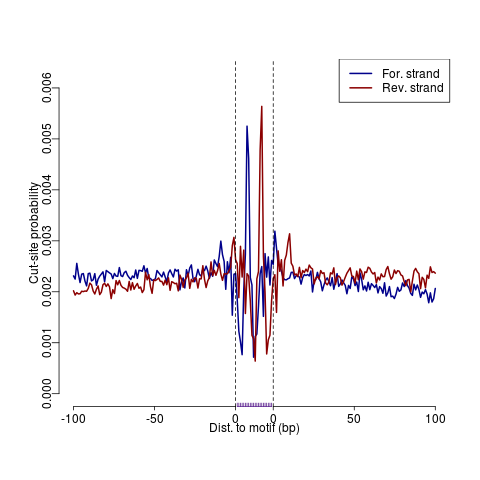 For. strand
Rev. strand
Cut-site probability
0.006
0.005
0.004
0.003
0.002
0.001
0.000
-100 -50 0 0 50 100
Dist. to motif (bp)